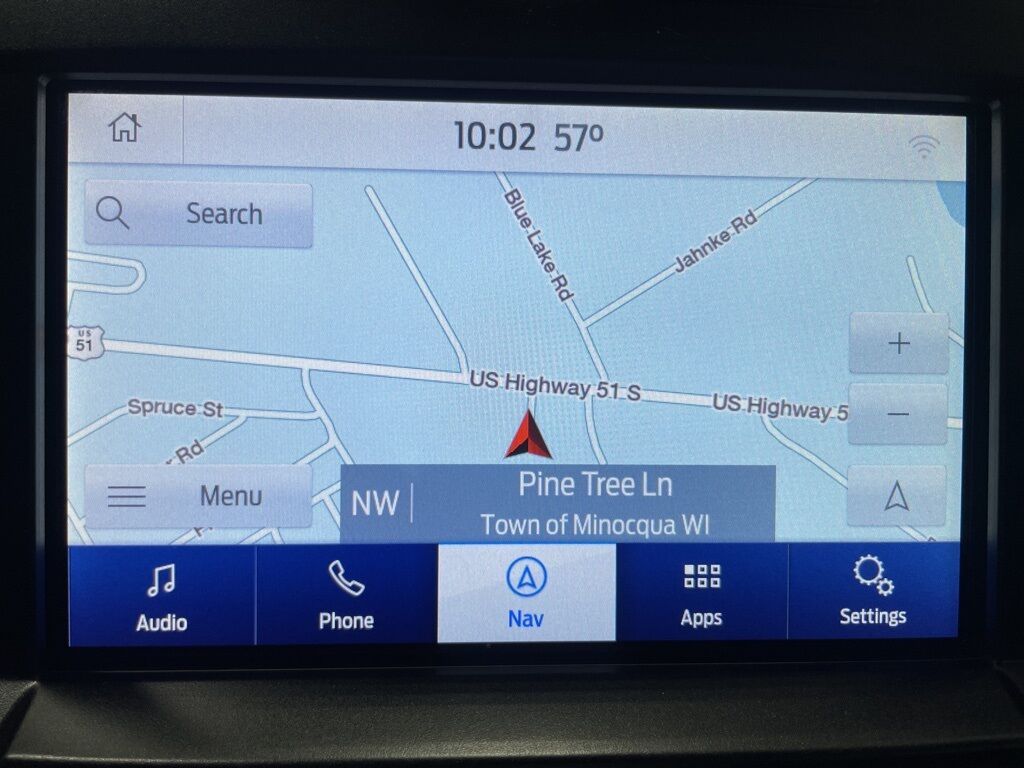 10:02 57º
Search
Blue Lake Rd
Jahnke Rd
US
51
US Highway 51 S
US Highway 5
Spruce St
Rd
Menu
NW
Pine Tree Ln
Town of Minocqua WI
Audio
Phone
Nav
Apps
Settings